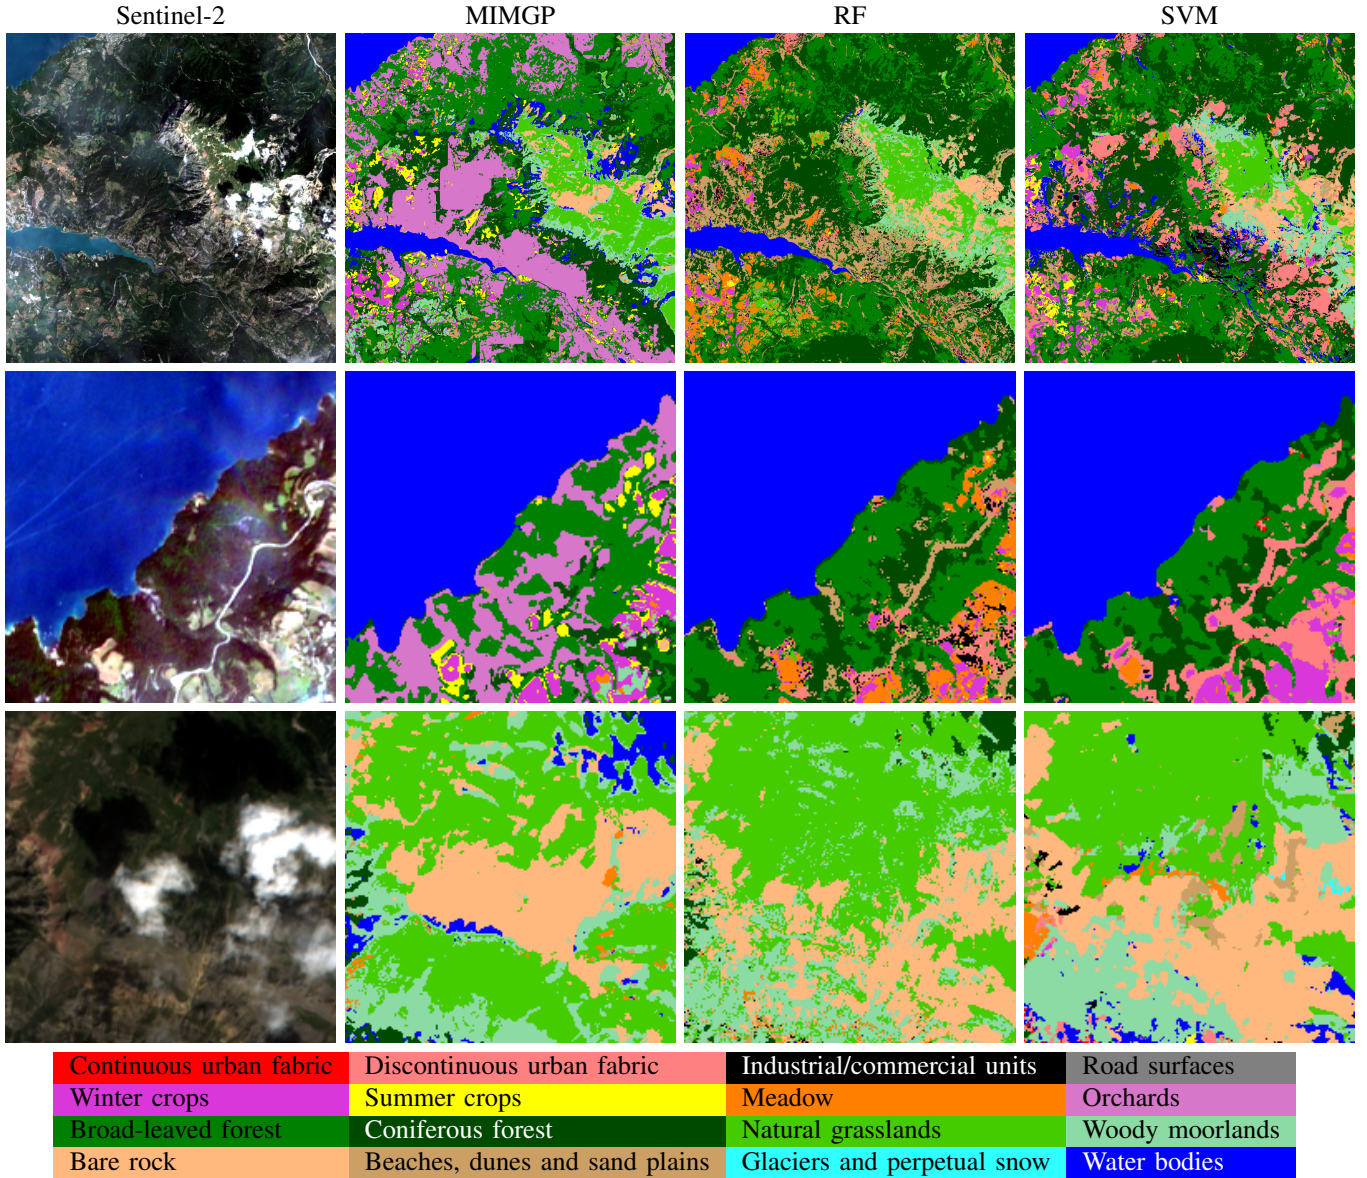 Sentinel-2 MIMGP RF SVM
Continuous urban fabric Discontinuous urban fabric Industrial/commercial units Road surfaces
Winter crops Summer crops Meadow Orchards
Broad-leaved forest Coniferous forest Natural grasslands Woody moorlands
Bare rock Beaches, dunes and sand plains Glaciers and perpetual snow Water bodies